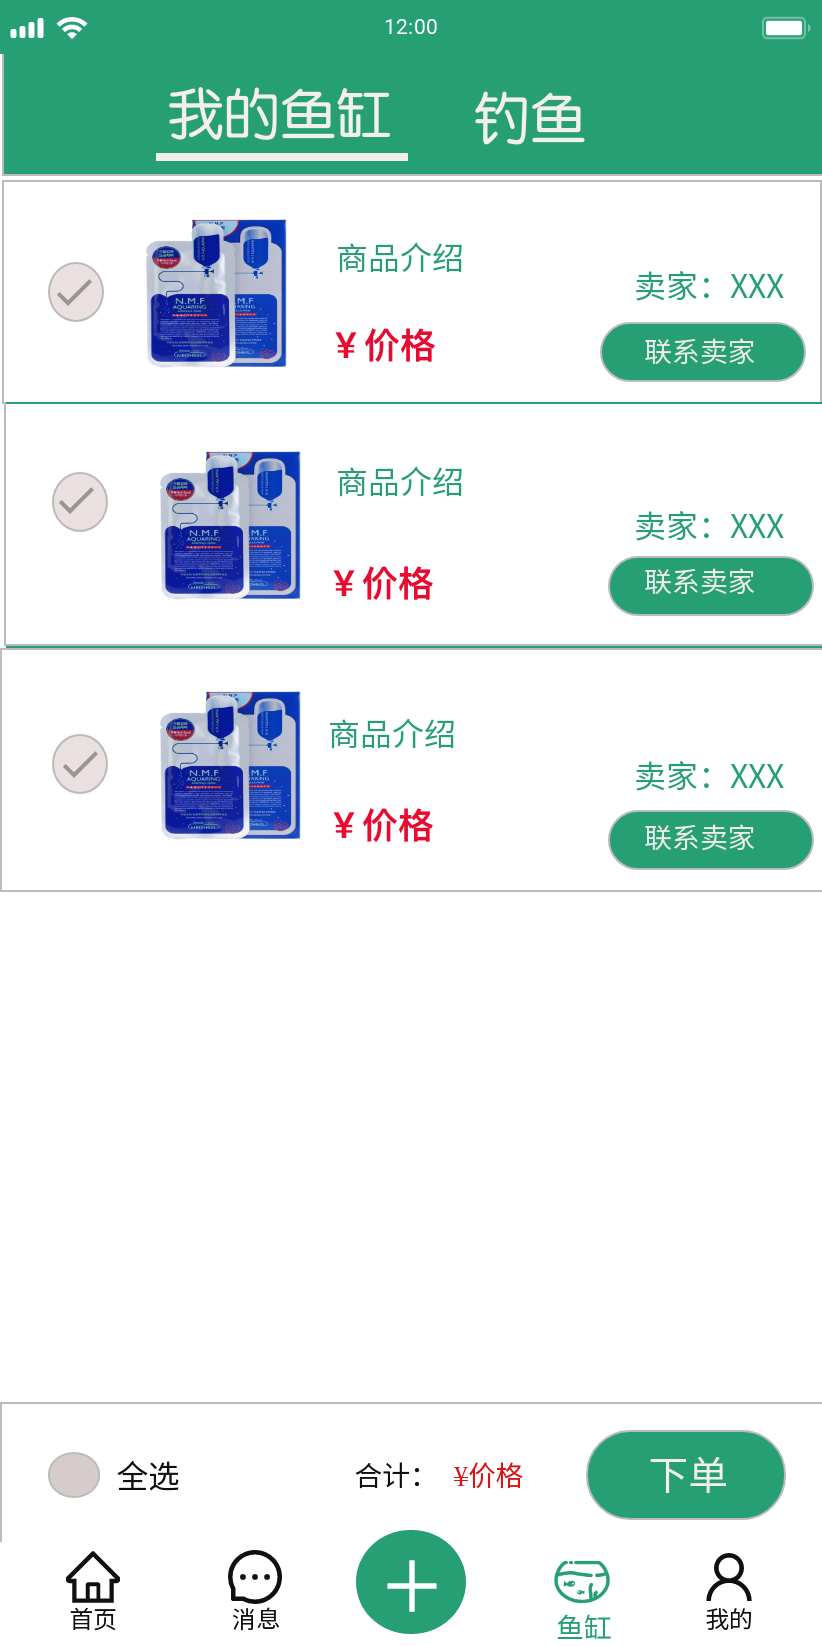 12:00
我的鱼缸 钓鱼
商品介绍
卖家：XXX
¥ 价格
联系卖家
N.M.F
AQUARING
商品介绍
卖家：XXX
¥ 价格
联系卖家
N.M.F
AQUARING
商品介绍
卖家：XXX
¥ 价格
联系卖家
N.M.F
AQUARING
全选 合计： ¥价格 下单
首页 消息 鱼缸 我的